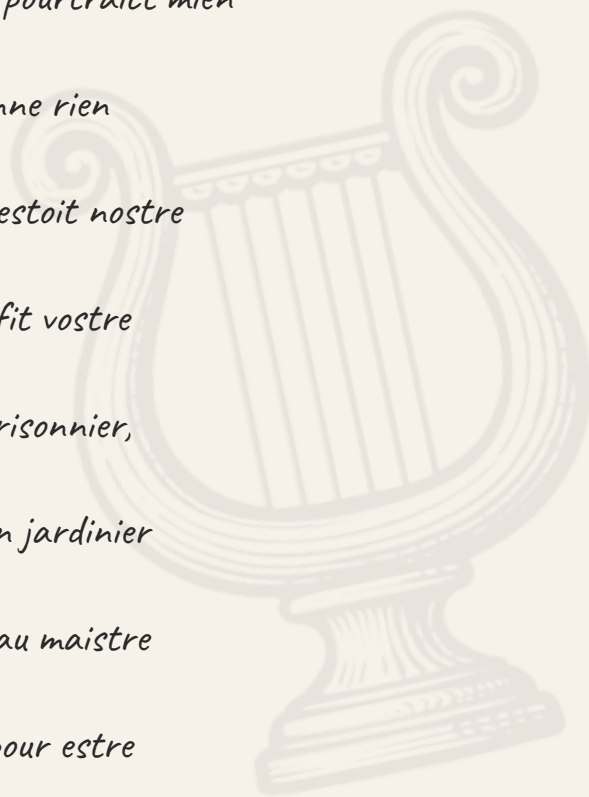 pourtraict mien
nne rien
estoit nostre
fit vostre
risonnier,
n jardinier
au maistre
pour estre